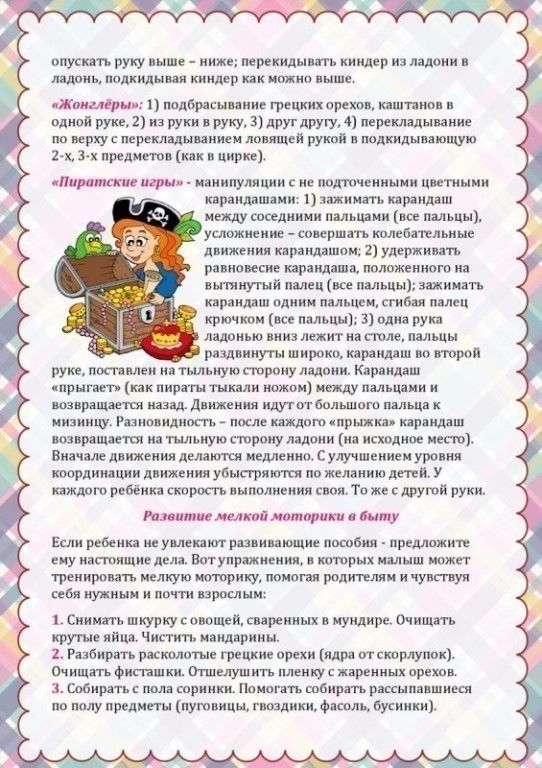 опускать руку выше – ниже; перекидывать киндер из ладони в
ладонь, подкидывая киндер как можно выше.
«Жонглёры»: 1) подбрасывание грецких орехов, каштанов в
одной руке, 2) из руки в руку, 3) друг другу, 4) перекладывание
по верху с перекладыванием ловящей рукой в подкидывающую
2-х, 3-х предметов (как в цирке).
«Пиратские игры» - манипуляции с не подточенными цветными
карандашами: 1) зажимать карандаш
между соседними пальцами (все пальцы),
усложнение – совершать колебательные
движения карандашом; 2) удерживать
равновесие карандаша, положенного на
вытянутый палец (все пальцы); зажимать
карандаш одним пальцем, сгибая палец
крючком (все пальцы); 3) одна рука
ладонью вниз лежит на столе, пальцы
раздвинуты широко, карандаш во второй
руке, поставлен на тыльную сторону ладони. Карандаш
«прыгает» (как пираты тыкали ножом) между пальцами и
возвращается назад. Движения идут от большого пальца к
мизинцу. Разновидность – после каждого «прыжка» карандаш
возвращается на тыльную сторону ладони (на исходное место).
Вначале движения делаются медленно. С улучшением уровня
координации движения убыстряются по желанию детей. У
каждого ребёнка скорость выполнения своя. То же с другой руки.
Развитие мелкой моторики в быту
Если ребенка не увлекают развивающие пособия - предложите
ему настоящие дела. Вот упражнения, в которых малыш может
тренировать мелкую моторику, помогая родителям и чувствуя
себя нужным и почти взрослым:
1. Снимать шкурку с овощей, сваренных в мундире. Очищать
крутые яйца. Чистить мандарины.
2. Разбирать расколотые грецкие орехи (ядра от скорлупок).
Очищать фисташки. Отшелушить пленку с жаренных орехов.
3. Собирать с пола соринки. Помогать собирать рассыпавшиеся
по полу предметы (пуговицы, гвоздики, фасоль, бусинки).